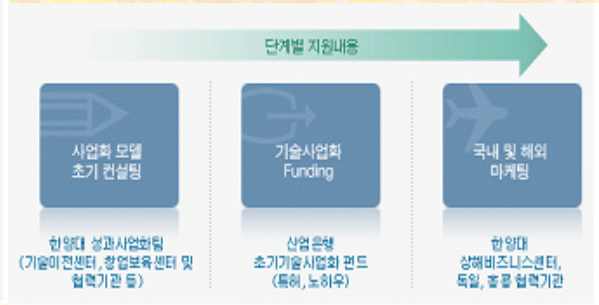 단계별 지원내용
사업화 모델
초기 컨설팅
기술사업화
Funding
국내 및 해외
마케팅
한양대 성과사업화팀
(기술이전센터, 창업보육센터 및
협력기관 등)
산업은행
초기기술사업화 펀드
(특허, 노하우)
한양대
상해비즈니스센터,
독일, 홍콩 협력기관